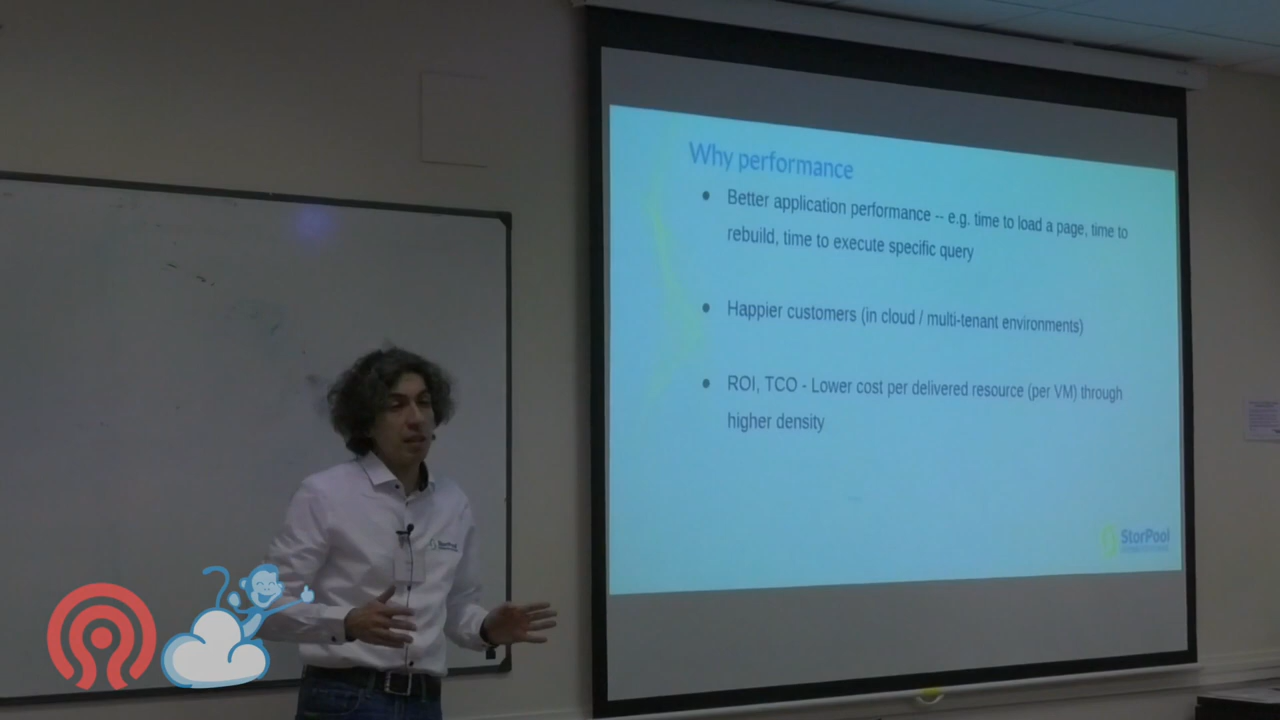 Why performance
Better application performance -- e.g. time to load a page, time to
rebuild, time to execute specific query
Happier customers (in cloud / multi-tenant environments)
ROI, TCO - Lower cost per delivered resource (per VM) through
higher density
StorPool
StorPool